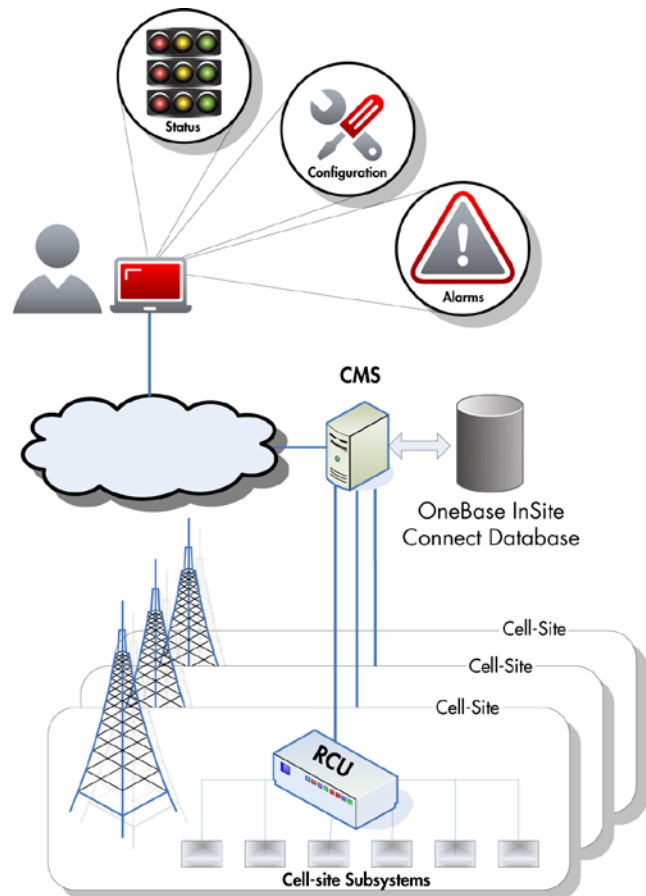 Status
Configuration
Alarms
CMS
OneBase InSite
Connect Database
Cell-Site
Cell-Site
Cell-Site
RCU
Cell-site Subsystems